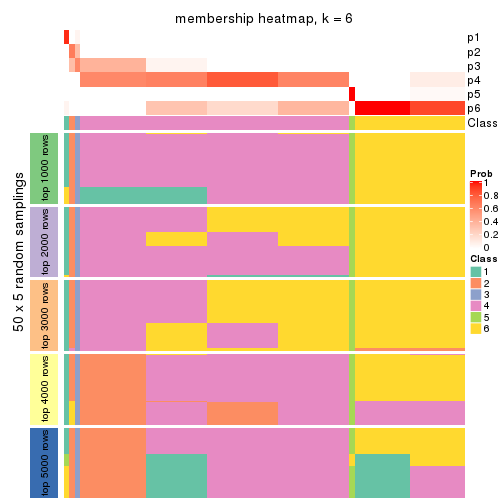 membership heatmap, k = 6
p1
p2
p3
p4
p5
p6
Class
50 x 5 random samplings
top 1000 rows
top 2000 rows
top 3000 rows
top 4000 rows
top 5000 rows
Prob
1
0.8
0.6
0.4
0.2
0
Class
1
2
3
4
5
6